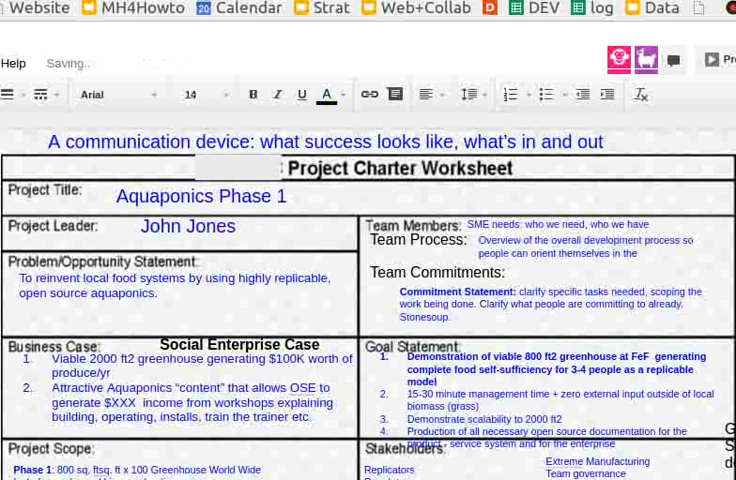 Website MH4Howto 20 Calendar Strat Web+Collab D DEV log Data
Help Saving..
Arial 14 B I U A
A communication device: what success looks like, what's in and out
Project Charter Worksheet
Project Title: Aquaponics Phase 1
Project Leader: John Jones
Problem/Opportunity Statement:
To reinvent local food systems by using highly replicable,
open source aquaponics.
Team Members: SME needs: who we need, who we have
Team Process: Overview of the overall development process so
people can orient themselves in the
Team Commitments:
Commitment Statement: clarify specific tasks needed, scoping the
work being done. Clarify what people are committing to already.
Stonesoup.
Business Case: Social Enterprise Case
1. Viable 2000 ft2 greenhouse generating $100K worth of
produce/yr
2. Attractive Aquaponics “content” that allows OSE to
generate $XXX income from workshops explaining
building, operating, installs, train the trainer etc.
Goal Statement:
1. Demonstration of viable 800 ft2 greenhouse at FeF generating
complete food self-sufficiency for 3-4 people as a replicable
model
2. 15-30 minute management time + zero external input outside of local
biomass (grass)
3. Demonstrate scalability to 2000 ft2
4. Production of all necessary open source documentation for the
product - service system and for the enterprise
Project Scope:
Phase 1: 800 sq. ftsq. ft x 100 Greenhouse World Wide
Stakeholders:
Replicators
Extreme Manufacturing
Team governance